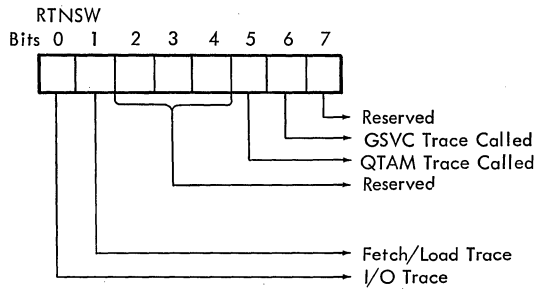 RTNSW
Bits 0 1 2 3 4 5 6 7
Reserved
GSVC Trace Called
QTAM Trace Called
Reserved
Fetch/Load Trace
I/O Trace